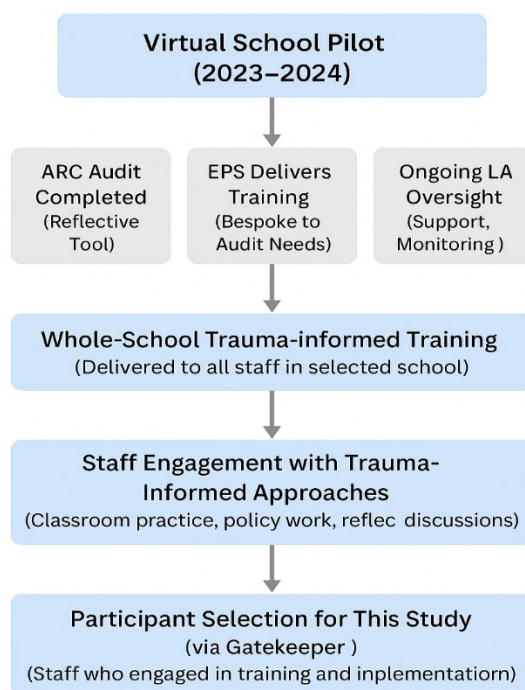 Virtual School Pilot
(2023–2024)
ARC Audit
Completed
(Reflective
Tool)
EPS Delivers
Training
(Bespoke to
Audit Needs)
Ongoing LA
Oversight
(Support,
Monitoring )
Whole-School Trauma-informed Training
(Delivered to all staff in selected school)
Staff Engagement with Trauma-
Informed Approaches
(Classroom practice, policy work, reflec discussions)
Participant Selection for This Study
(via Gatekeeper )
(Staff who engaged in training and inplementatiorn)